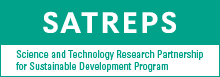 SATREPS
Science and Technology Research Partnership
for Sustainable Development Program